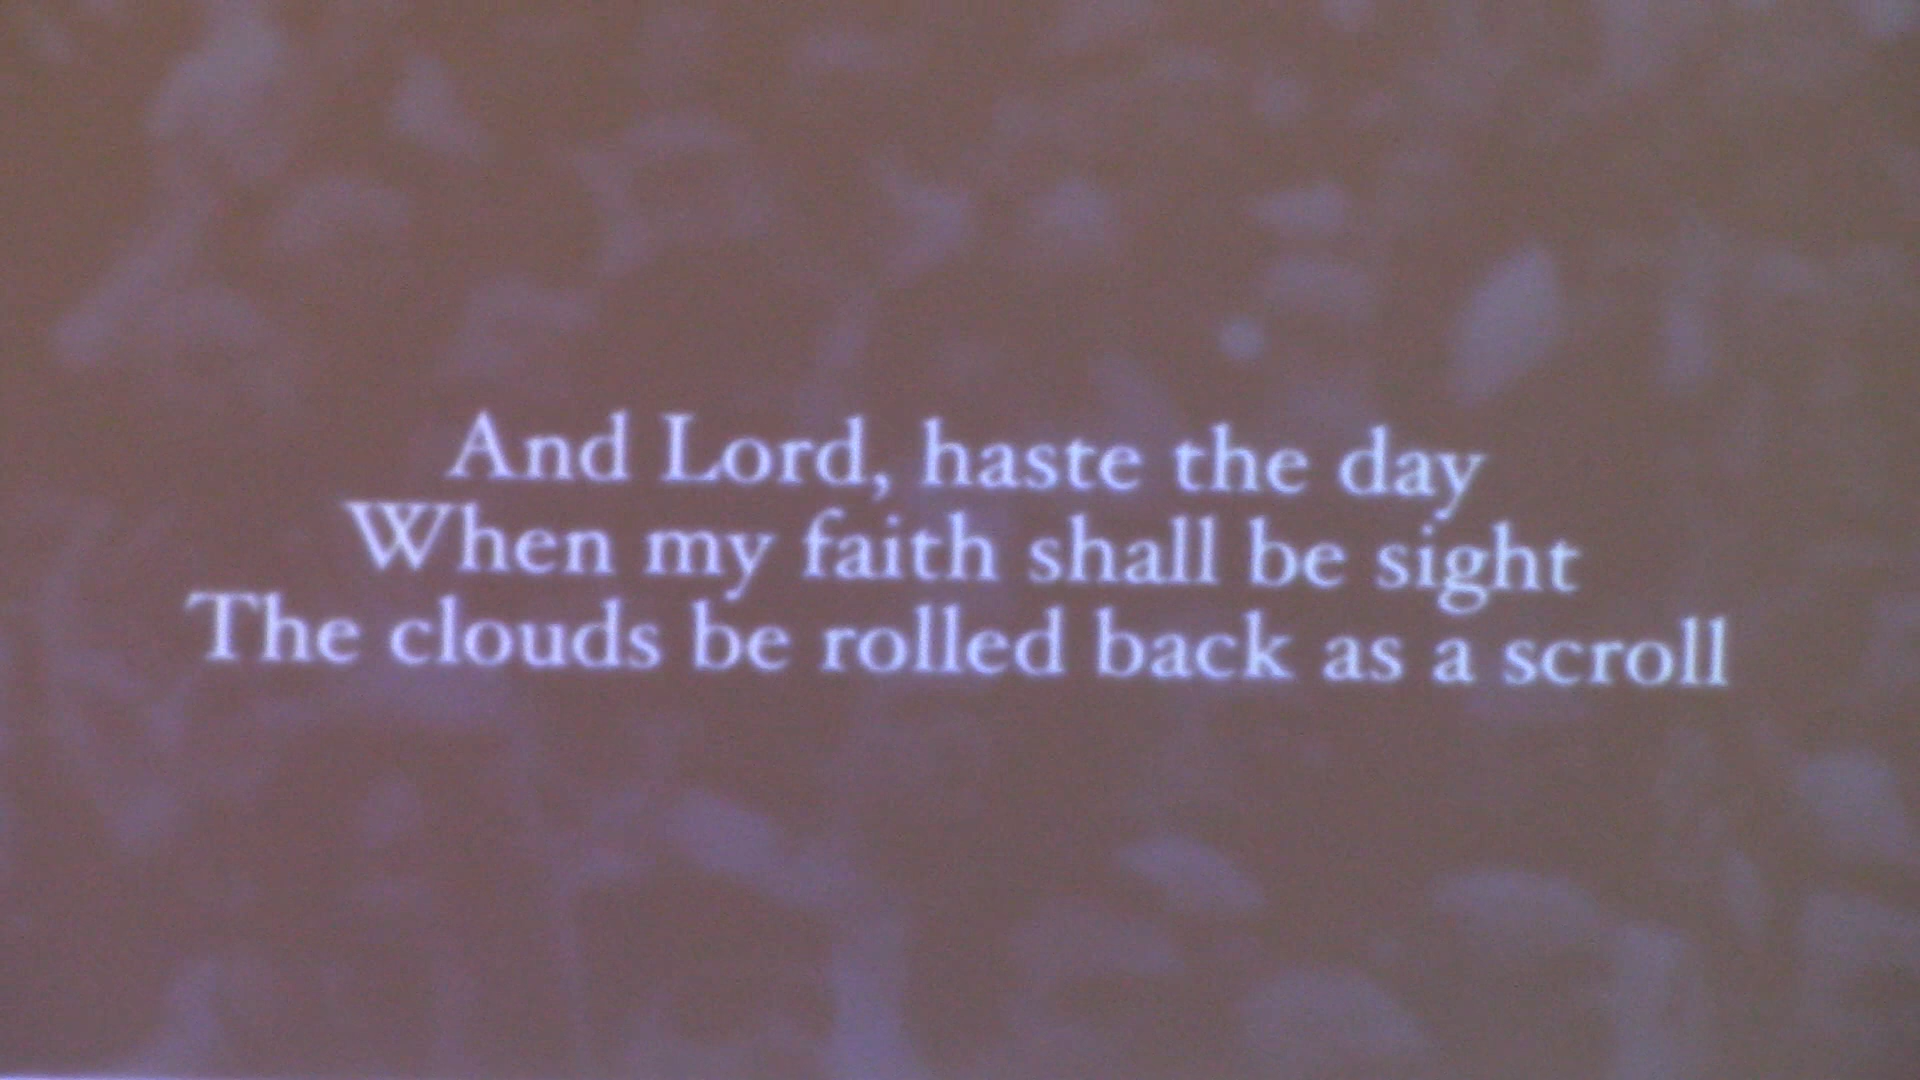 And Lord, haste the day
When my faith shall be sight
The clouds be rolled back as a scroll